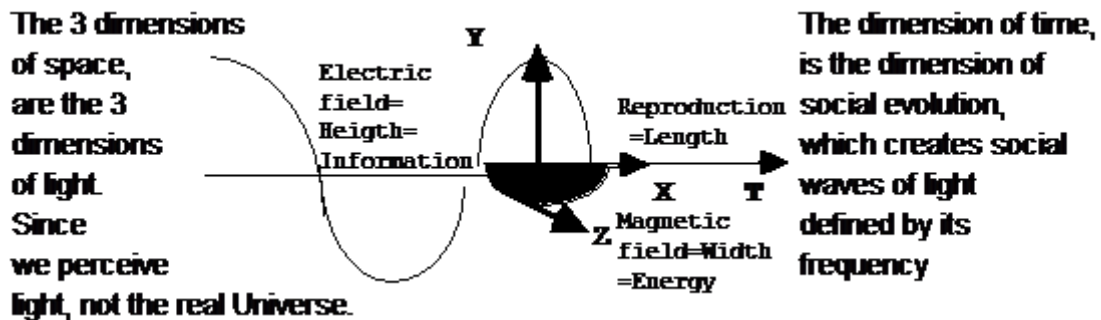 The 3 dimensions
of space,
are the 3
dimensions
of light.
Since
we perceive
light, not the real Universe.
Electric
field=
Heigth=
Information
Y
Reproduction
=Length
X
T
Z
Magnetic
field=Width
=Energy
The dimension of time,
is the dimension of
social evolution,
which creates social
waves of light
defined by its
frequency